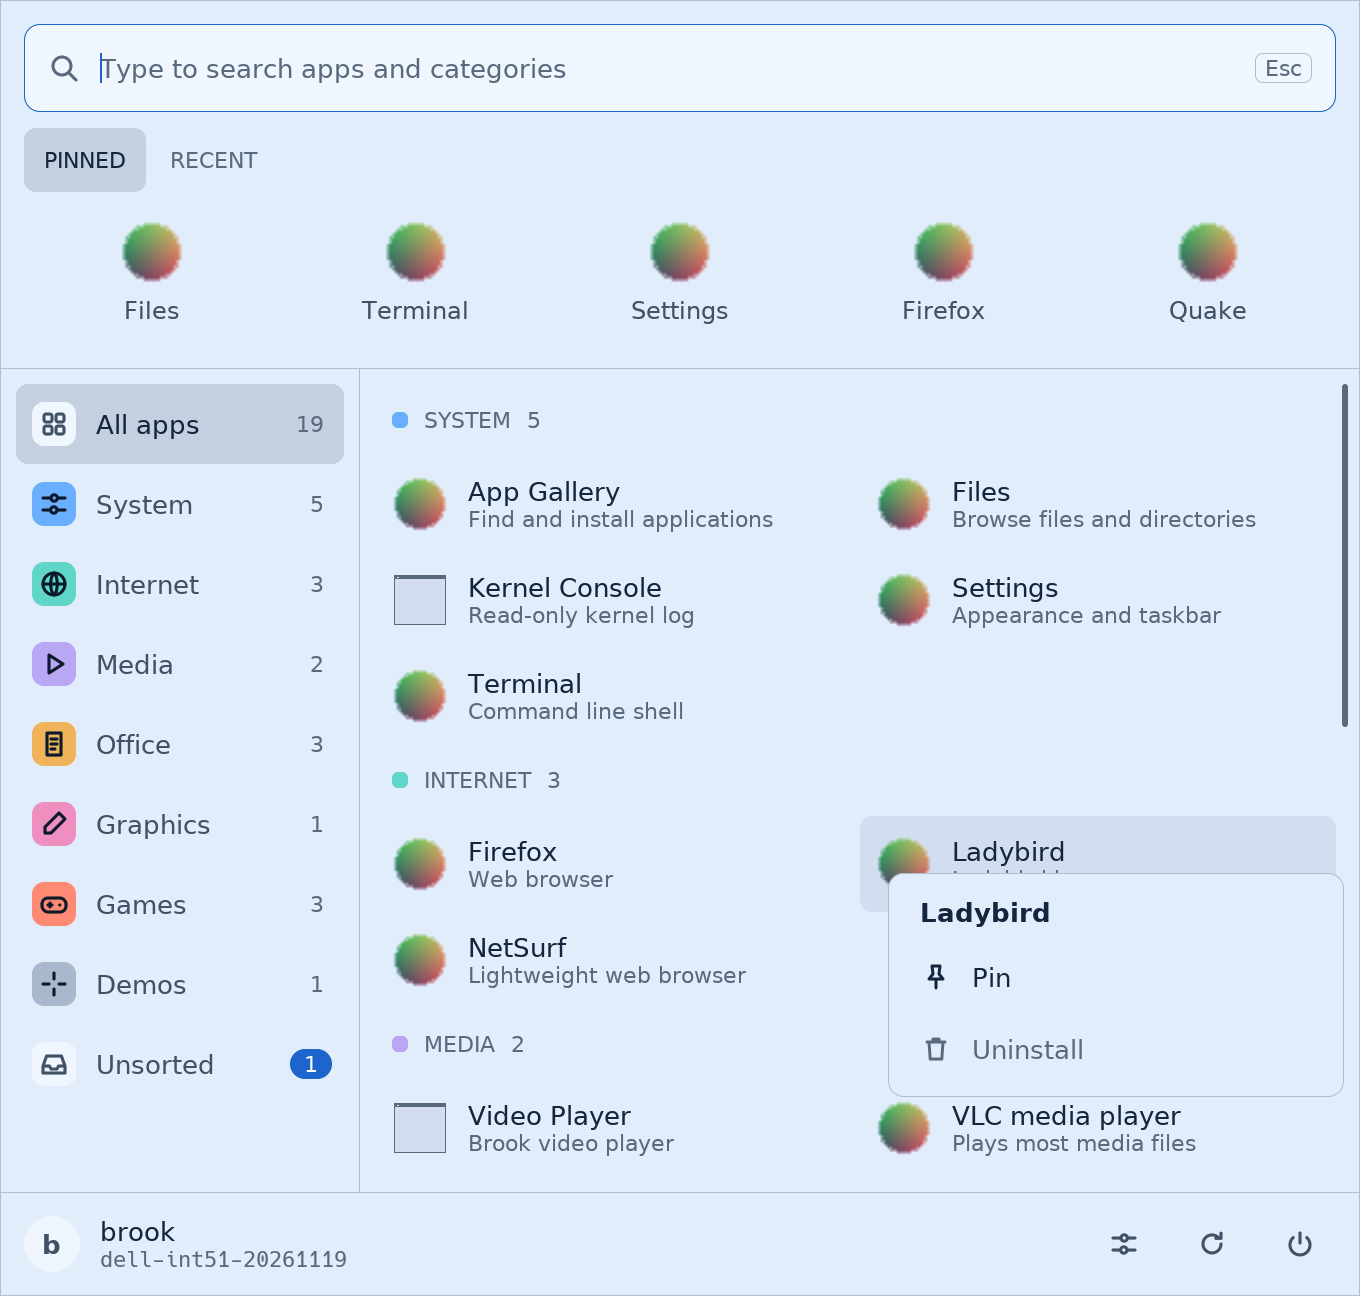 Type to search apps and categories
Esc
PINNED
RECENT
Files
Terminal
Settings
Firefox
Quake
All apps
19
System
5
Internet
3
Media
2
Office
3
Graphics
1
Games
3
Demos
1
Unsorted
1
SYSTEM 5
App Gallery
Find and install applications
Files
Browse files and directories
Kernel Console
Read-only kernel log
Settings
Appearance and taskbar
Terminal
Command line shell
INTERNET 3
Firefox
Web browser
Ladybird
NetSurf
Lightweight web browser
Ladybird
Pin
Uninstall
MEDIA 2
Video Player
Brook video player
VLC media player
Plays most media files
b
brook
dell-int51-20261119